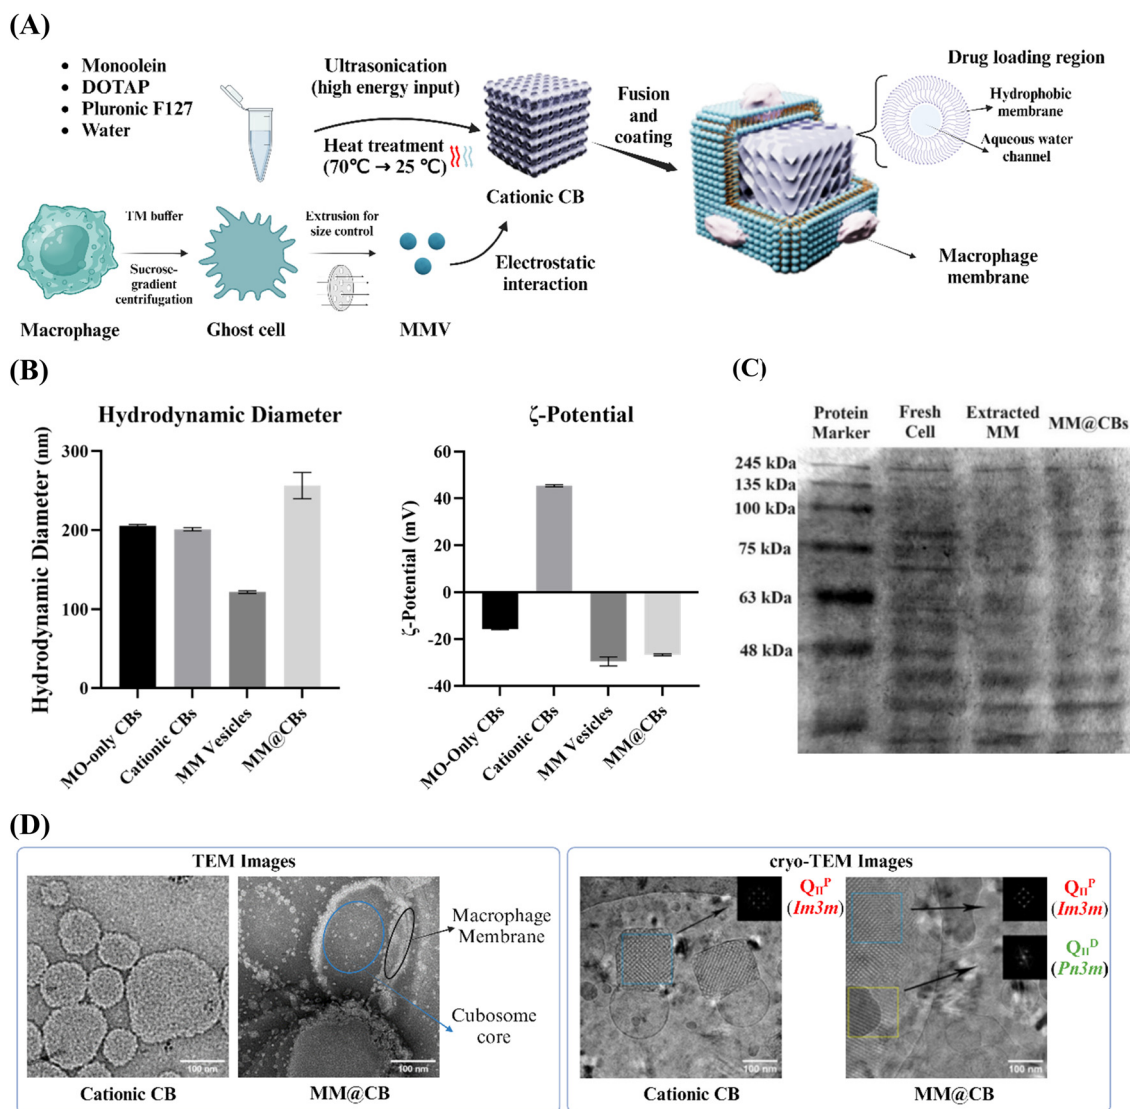 (A)
• Monoolein
• DOTAP
• Pluronic F127
• Water
Ultrasonication
(high energy input)
Heat treatment
(70℃ → 25 ℃)
Cationic CB
Fusion
and
coating
Drug loading region
Hydrophobic
membrane
Aqueous water
channel
Macrophage
membrane
TM buffer
Sucrose-
gradient
centrifugation
Extrusion for
size control
Electrostatic
interaction
Macrophage
Ghost cell
MMV
(B)
Hydrodynamic Diameter
Hydrodynamic Diameter (nm)
300
200
100
0
MO-Only CBs
Cationic CBs
MM Vesicles
MM@CBs
ζ-Potential
ζ-Potential (mV)
60
40
20
0
-20
-40
MO-Only CBs
Cationic CBs
MM Vesicles
MM@CBs
(C)
Protein
Marker
Fresh
Cell
Extracted
MM
MM@CBs
245 kDa
135 kDa
100 kDa
75 kDa
63 kDa
48 kDa
(D)
TEM Images
Macrophage
Membrane
Cubosome
core
100 nm
100 nm
Cationic CB
MM@CB
cryo-TEM Images
Q_II^P
(Im3m)
Q_II^P
(Im3m)
Q_II^D
(Pn3m)
100 nm
100 nm
Cationic CB
MM@CB